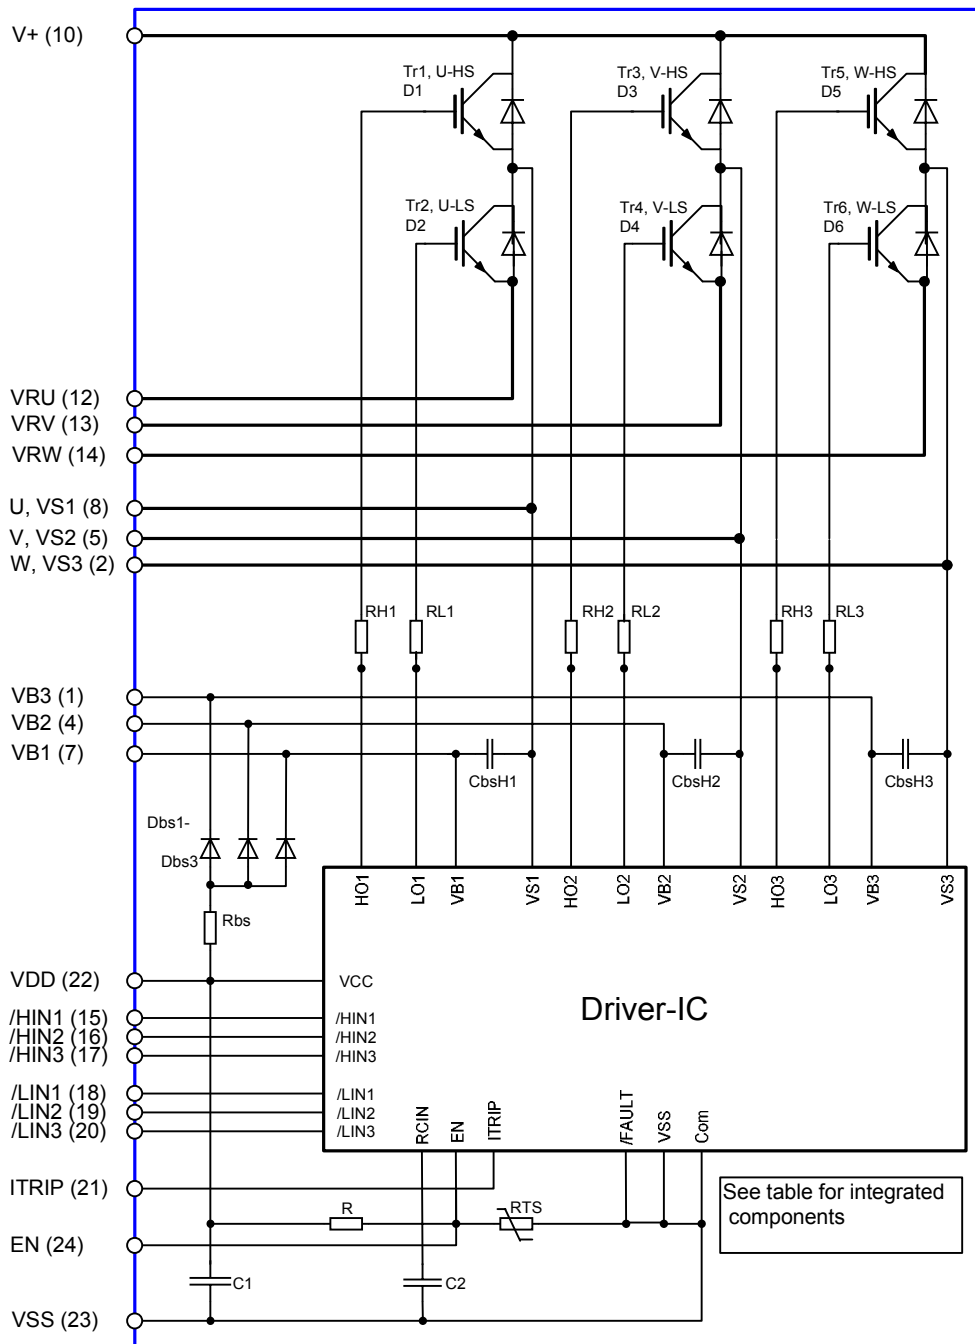 V+ (10)
Tr1, U-HS
D1
Tr3, V-HS
D3
Tr5, W-HS
D5
Tr2, U-LS
D2
Tr4, V-LS
D4
Tr6, W-LS
D6
VRU (12)
VRV (13)
VRW (14)
U, VS1 (8)
V, VS2 (5)
W, VS3 (2)
RH1
RL1
RH2
RL2
RH3
RL3
VB3 (1)
VB2 (4)
VB1 (7)
CbsH1
CbsH2
CbsH3
Dbs1-
Dbs3
Rbs
HO1
LO1
VB1
VS1
HO2
LO2
VB2
VS2
HO3
LO3
VB3
VS3
VDD (22)
VCC
Driver-IC
/HIN1 (15)
/HIN1
/HIN2 (16)
/HIN2
/HIN3 (17)
/HIN3
/LIN1 (18)
/LIN1
/LIN2 (19)
/LIN2
/LIN3 (20)
/LIN3
RCIN
EN
ITRIP
/FAULT
VSS
Com
ITRIP (21)
R
RTS
See table for integrated
components
EN (24)
C1
C2
VSS (23)